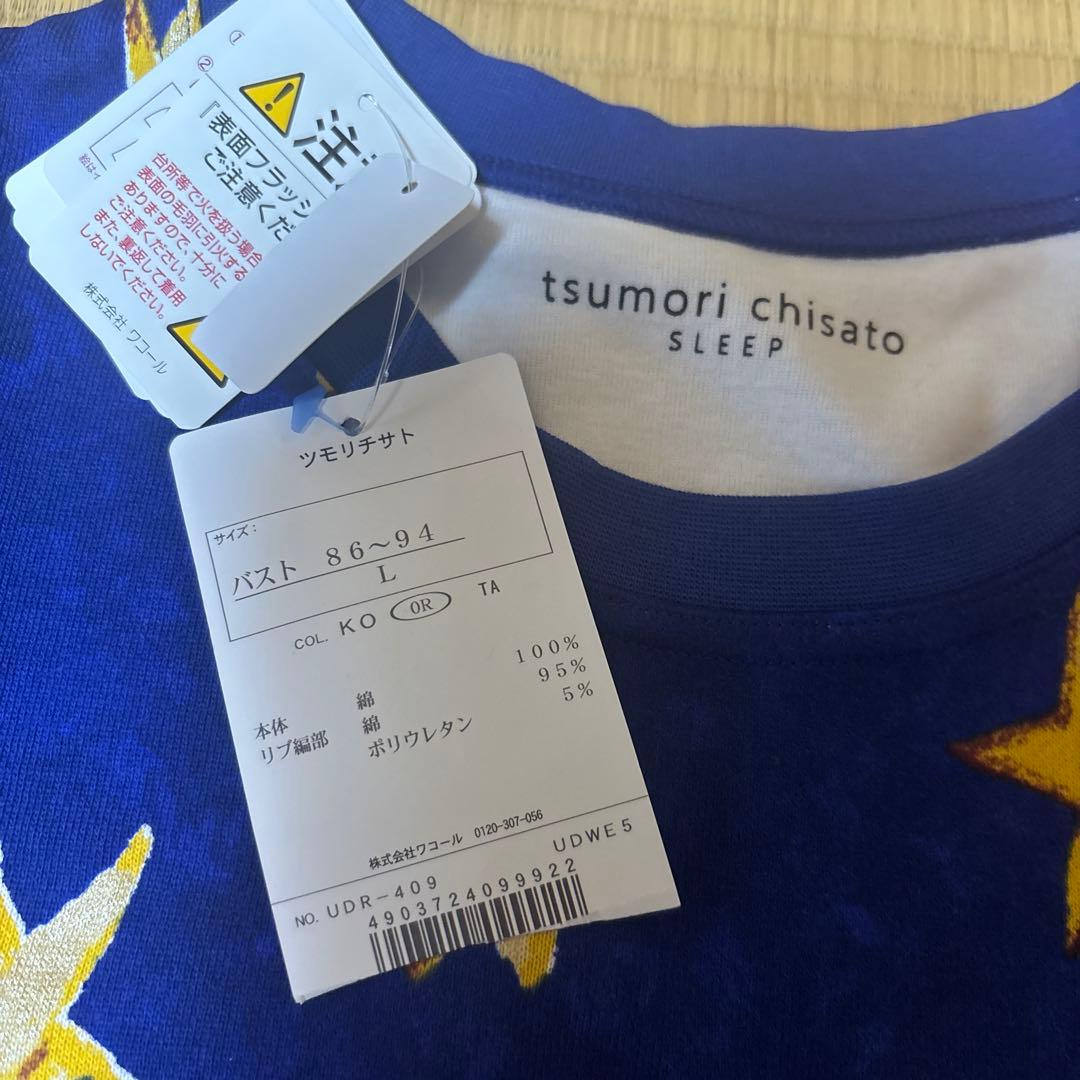 ①
②
注
『表面フラッシ
ご注意くだ
台所等で火を扱う場合
表面の毛羽に引火する
ありますので、十分に
ご注意ください。
また、裏返して着用
しないでください。
株式会社 ワコール
絵は
tsumori chisato
SLEEP
ツモリチサト
サイズ:
バスト 86〜94
L
COL. KO OR TA
本体 綿 100%
リブ編部 綿 95%
ポリウレタン 5%
株式会社ワコール 0120-307-056
NO. UDR-409 UDWE5
4903724099922